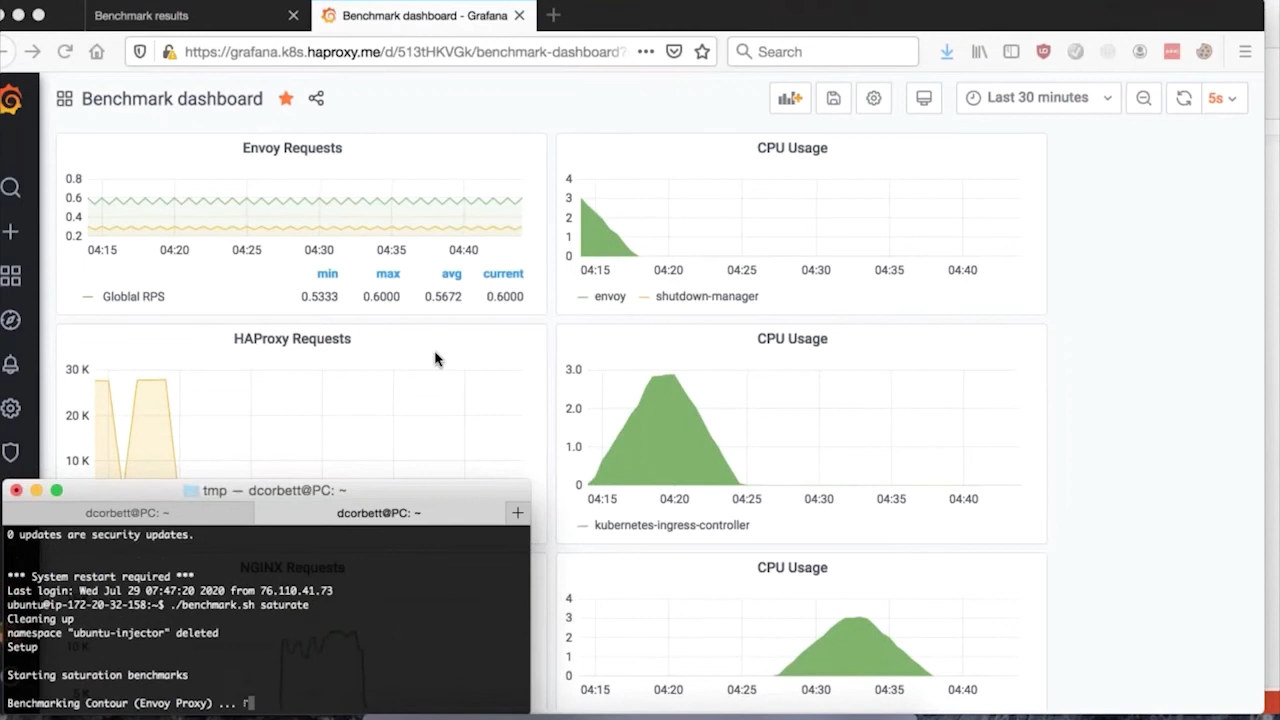 Benchmark results
Benchmark dashboard - Grafana
https://grafana.k8s.haproxy.me/d/513tHKVGk/benchmark-dashboard?
Search
Benchmark dashboard
Last 30 minutes
5s
Envoy Requests
0.8
0.6
0.4
0.2
04:15 04:20 04:25 04:30 04:35 04:40
min max avg current
Globlal RPS 0.5333 0.6000 0.5672 0.6000
CPU Usage
4
3
2
1
0
04:15 04:20 04:25 04:30 04:35 04:40
envoy shutdown-manager
HAProxy Requests
30 K
20 K
10 K
CPU Usage
3.0
2.0
1.0
0
04:15 04:20 04:25 04:30 04:35 04:40
kubernetes-ingress-controller
NGINX Requests
10 K
5 K
CPU Usage
4
3
2
1
0
04:15 04:20 04:25 04:30 04:35 04:40
tmp — dcorbett@PC: ~
dcorbett@PC: ~ dcorbett@PC: ~
0 updates are security updates.
*** System restart required ***
Last login: Wed Jul 29 07:47:20 2020 from 76.110.41.73
ubuntu@ip-172-20-32-158:~$ ./benchmark.sh saturate
Cleaning up
namespace "ubuntu-injector" deleted
Setup
Starting saturation benchmarks
Benchmarking Contour (Envoy Proxy) ... r